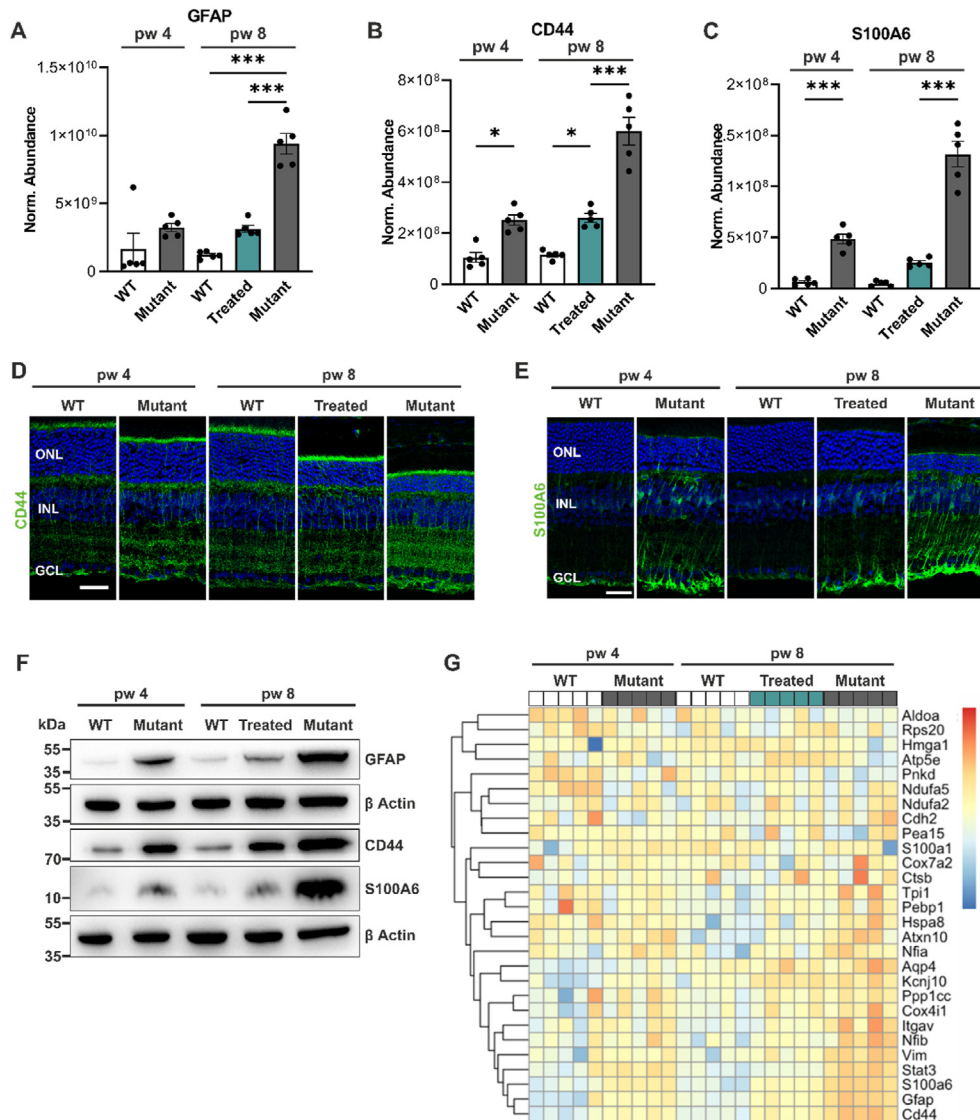 A
GFAP
pw 4 pw 8
***
***
Norm. Abundance
1.5×10¹⁰
1×10¹⁰
5×10⁹
0
WT Mutant WT Treated Mutant
B
CD44
pw 4 pw 8
***
* *
Norm. Abundance
8×10⁸
6×10⁸
4×10⁸
2×10⁸
0
WT Mutant WT Treated Mutant
C
S100A6
pw 4 pw 8
*** ***
Norm. Abundance
2×10⁸
2×10⁸
1×10⁸
5×10⁷
0
WT Mutant WT Treated Mutant
D
pw 4 pw 8
WT Mutant WT Treated Mutant
CD44
ONL
INL
GCL
E
pw 4 pw 8
WT Mutant WT Treated Mutant
S100A6
ONL
INL
GCL
F
pw 4 pw 8
kDa WT Mutant WT Treated Mutant
55
35
GFAP
55
35
β Actin
70
CD44
10
S100A6
55
35
β Actin
G
pw 4 pw 8
WT Mutant WT Treated Mutant
Aldoa
Rps20
Hmga1
Atp5e
Pnkd
Ndufa5
Ndufa2
Cdh2
Pea15
S100a1
Cox7a2
Ctsb
Tpi1
Pebp1
Hspa8
Atxn10
Nfia
Aqp4
Kcnj10
Ppp1cc
Cox4i1
Itgav
Nfib
Vim
Stat3
S100a6
Gfap
Cd44